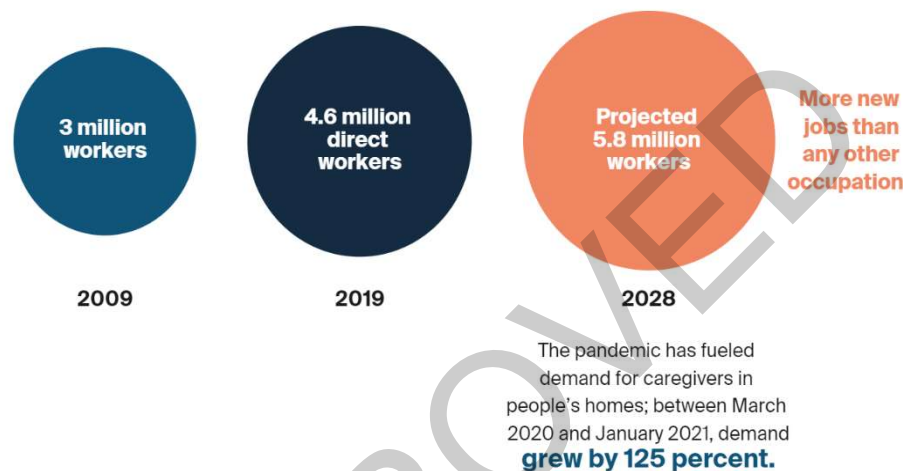 3 million
workers
4.6 million
direct
workers
Projected
5.8 million
workers
More new
jobs than
any other
occupation
2009
2019
2028
The pandemic has fueled
demand for caregivers in
people's homes; between March
2020 and January 2021, demand
grew by 125 percent.